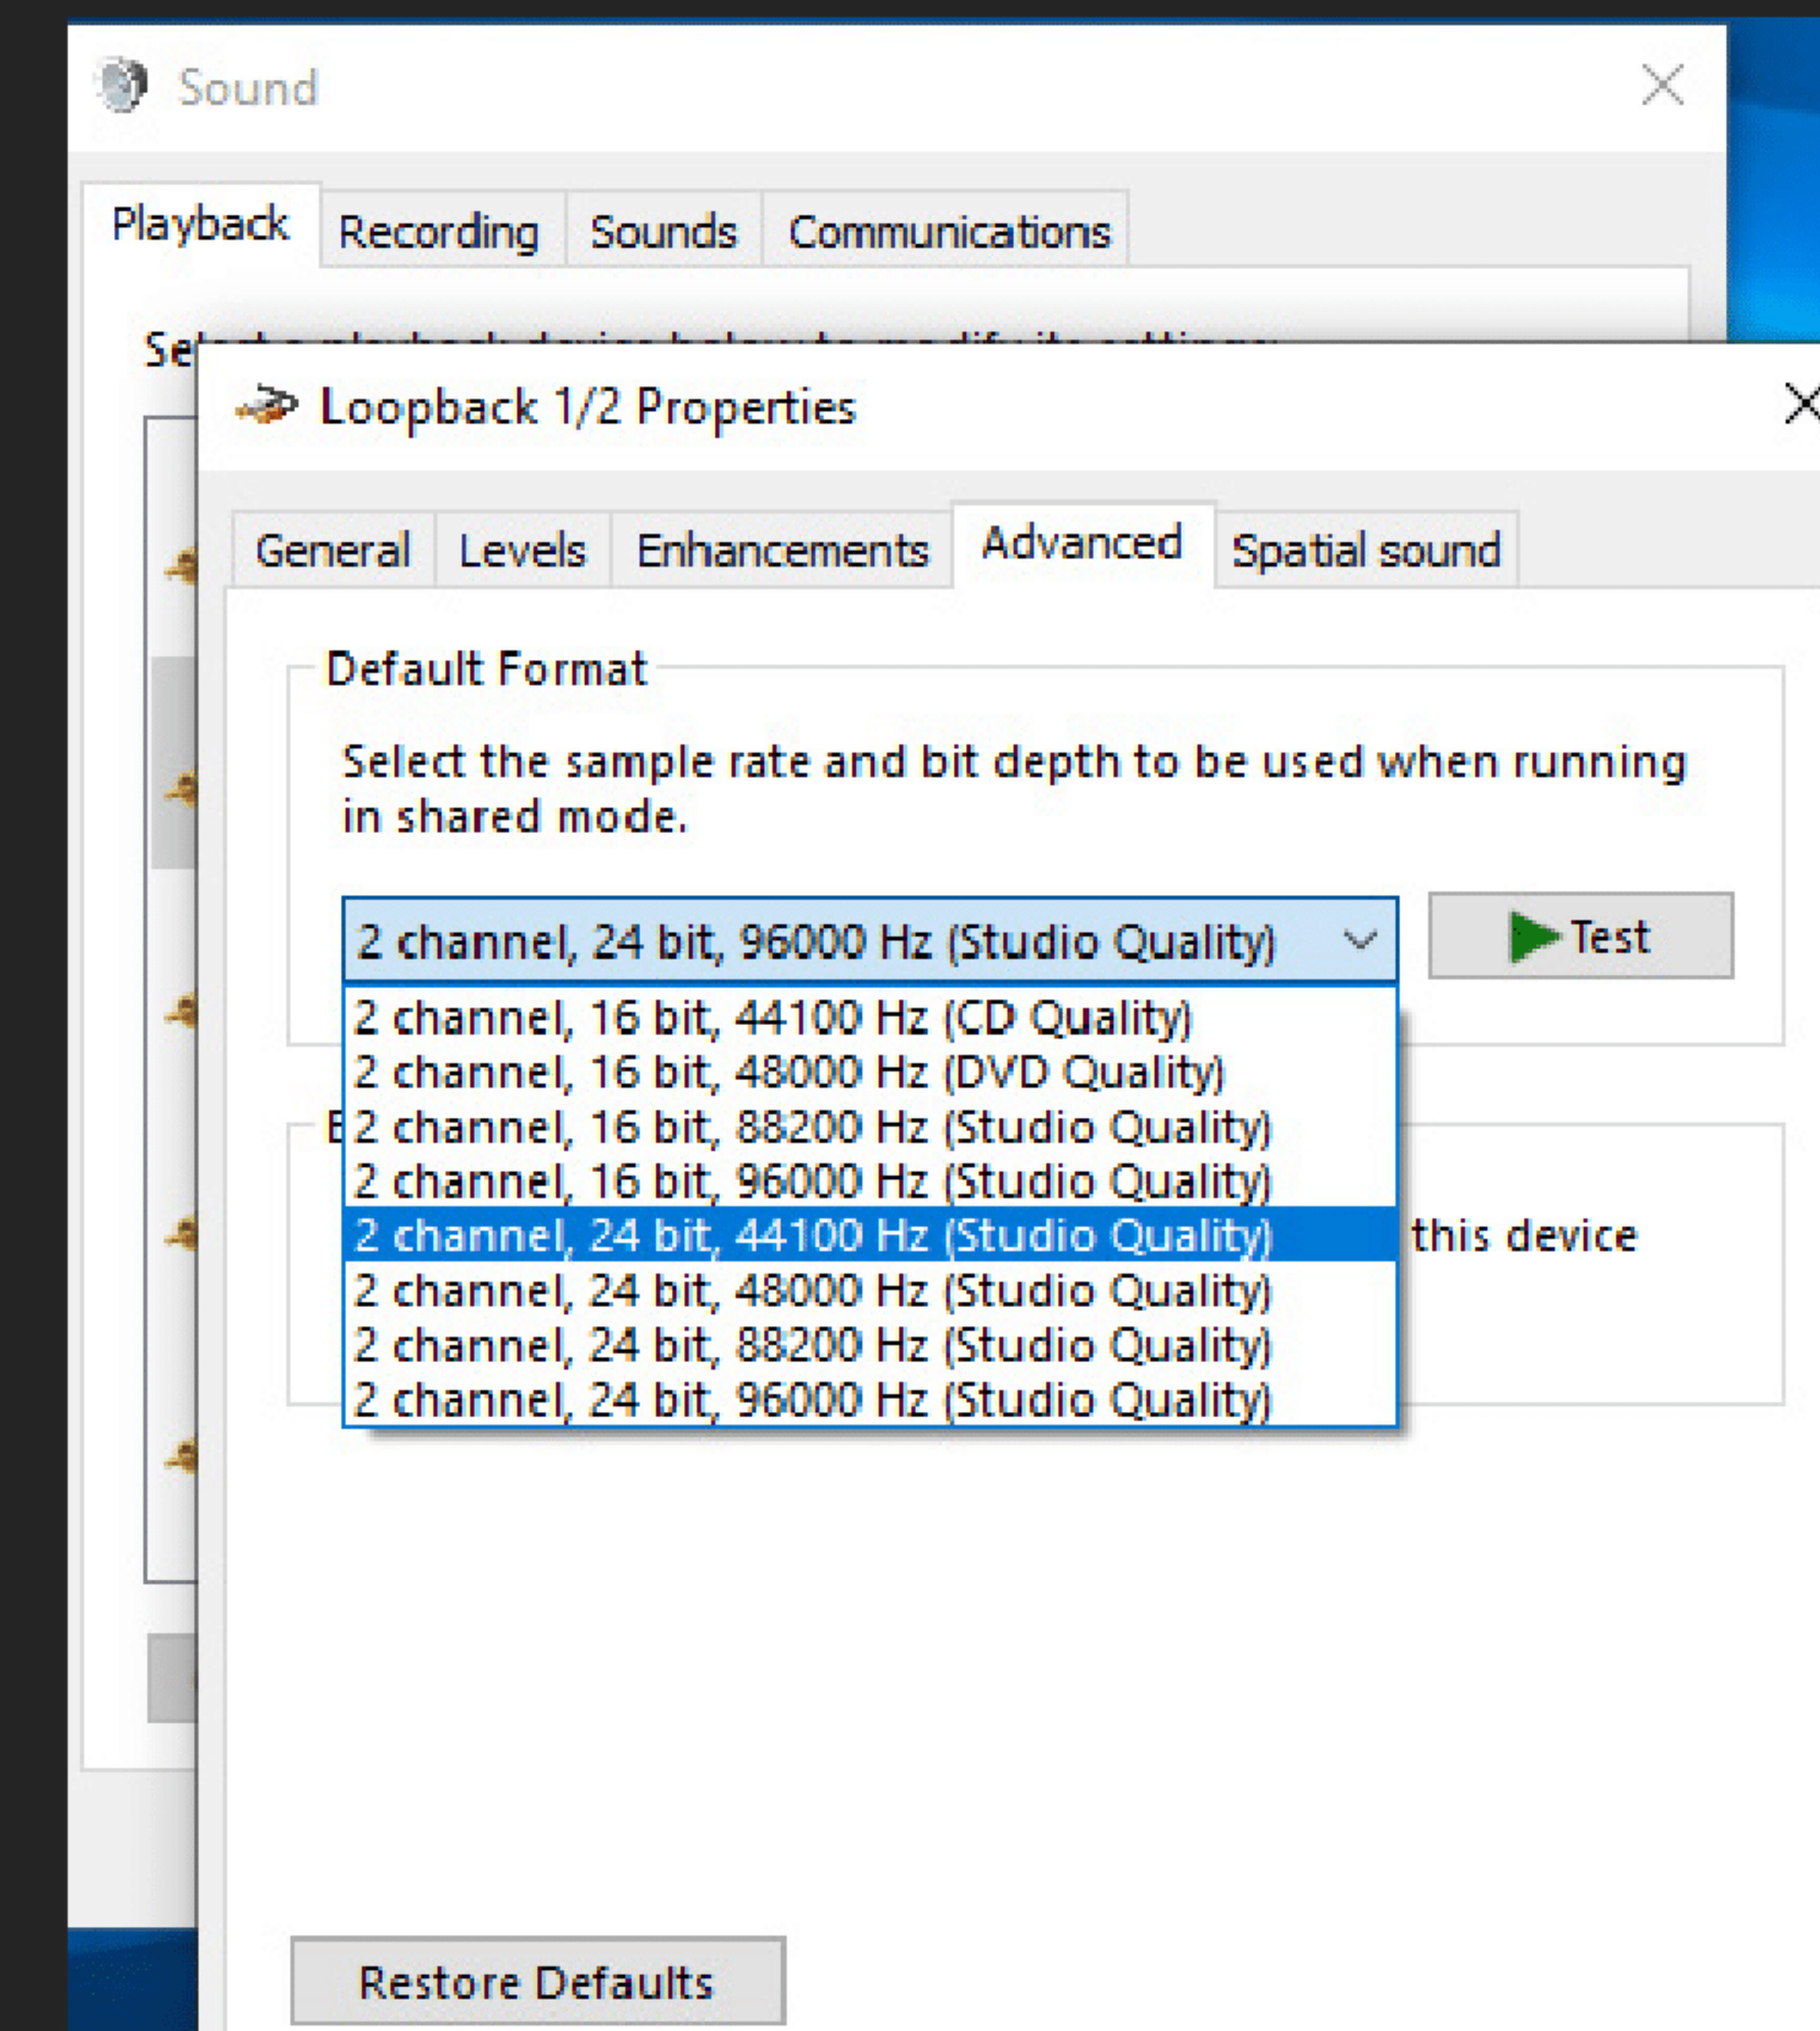 Sound
Playback Recording Sounds Communications
Loopback 1/2 Properties
General Levels Enhancements Advanced Spatial sound
Default Format
Select the sample rate and bit depth to be used when running
in shared mode.
2 channel, 24 bit, 96000 Hz (Studio Quality)
Test
2 channel, 16 bit, 44100 Hz (CD Quality)
2 channel, 16 bit, 48000 Hz (DVD Quality)
2 channel, 16 bit, 88200 Hz (Studio Quality)
2 channel, 16 bit, 96000 Hz (Studio Quality)
2 channel, 24 bit, 44100 Hz (Studio Quality)
this device
2 channel, 24 bit, 48000 Hz (Studio Quality)
2 channel, 24 bit, 88200 Hz (Studio Quality)
2 channel, 24 bit, 96000 Hz (Studio Quality)
Restore Defaults